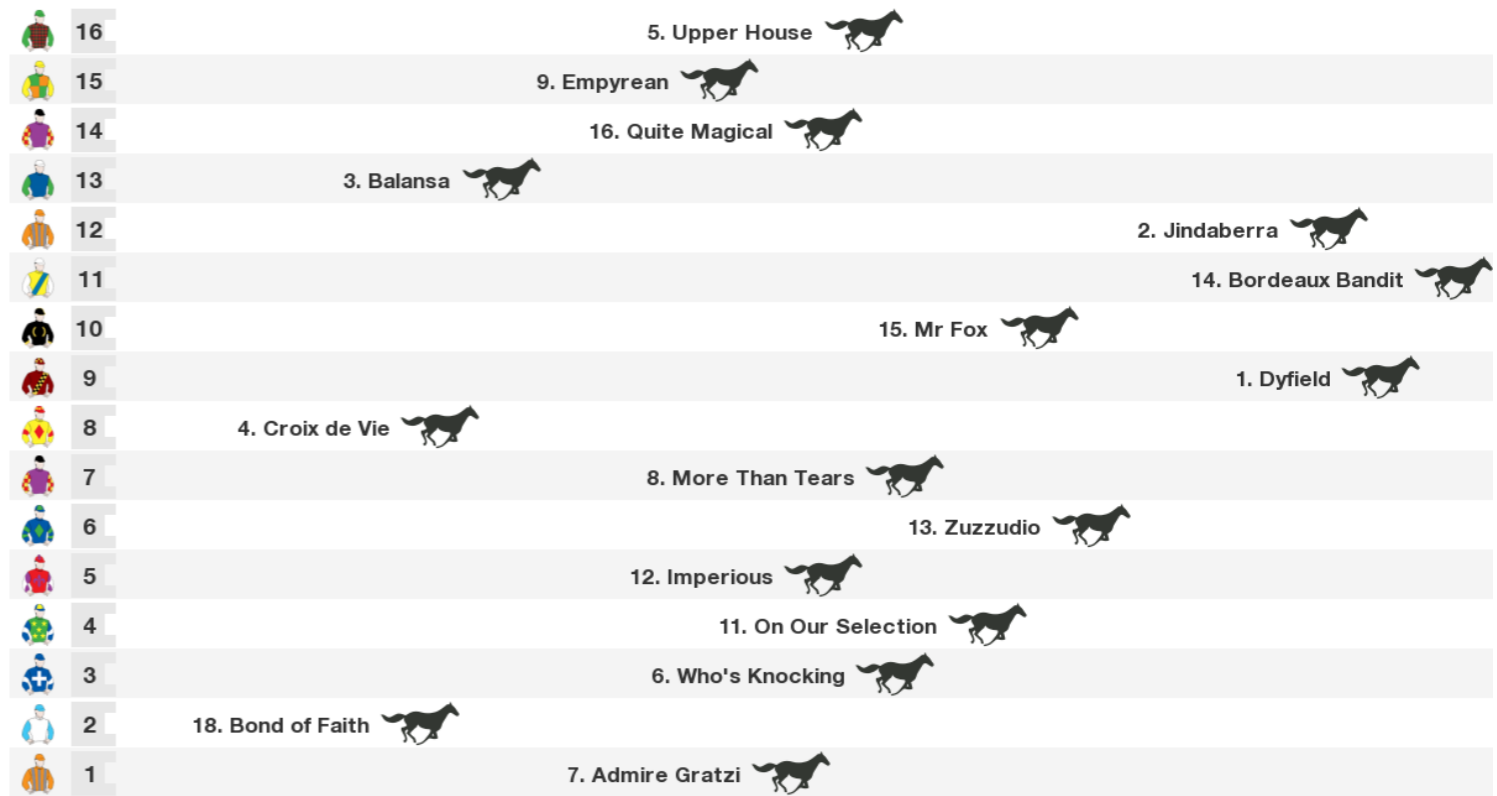 16 5. Upper House
15 9. Empyrean
14 16. Quite Magical
13 3. Balansa
12 2. Jindaberra
11 14. Bordeaux Bandit
10 15. Mr Fox
9 1. Dyfield
8 4. Croix de Vie
7 8. More Than Tears
6 13. Zuzzudio
5 12. Imperious
4 11. On Our Selection
3 6. Who's Knocking
2 18. Bond of Faith
1 7. Admire Gratzi